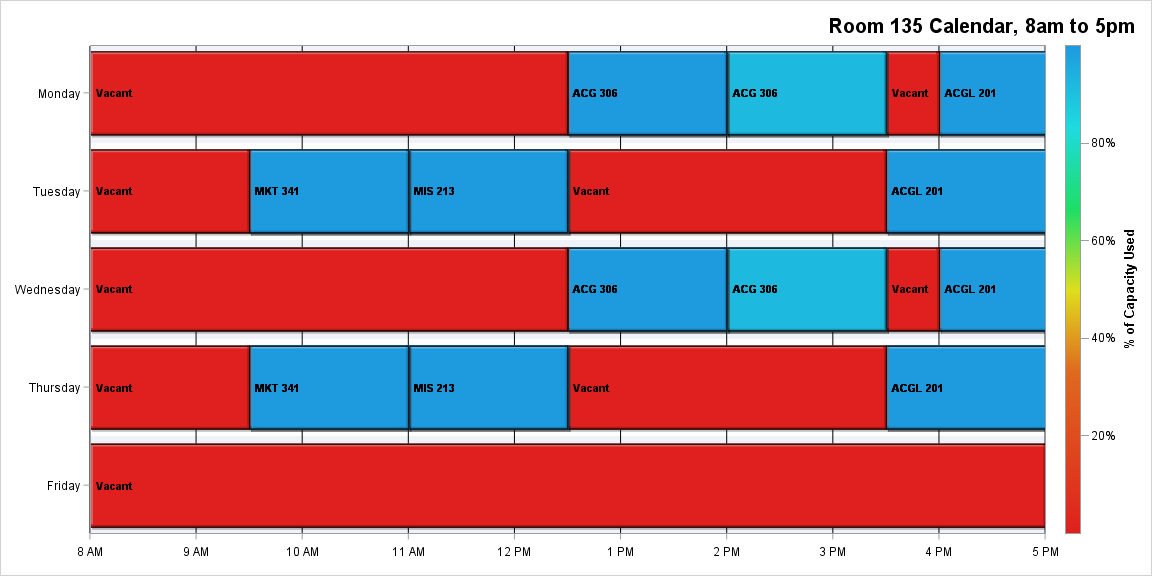 Room 135 Calendar, 8am to 5pm
Monday
Vacant
ACG 306
ACG 306
Vacant
ACGL 201
Tuesday
Vacant
MKT 341
MIS 213
Vacant
ACGL 201
Wednesday
Vacant
ACG 306
ACG 306
Vacant
ACGL 201
Thursday
Vacant
MKT 341
MIS 213
Vacant
ACGL 201
Friday
Vacant
8 AM
9 AM
10 AM
11 AM
12 PM
1 PM
2 PM
3 PM
4 PM
5 PM
80%
60%
40%
20%
% of Capacity Used